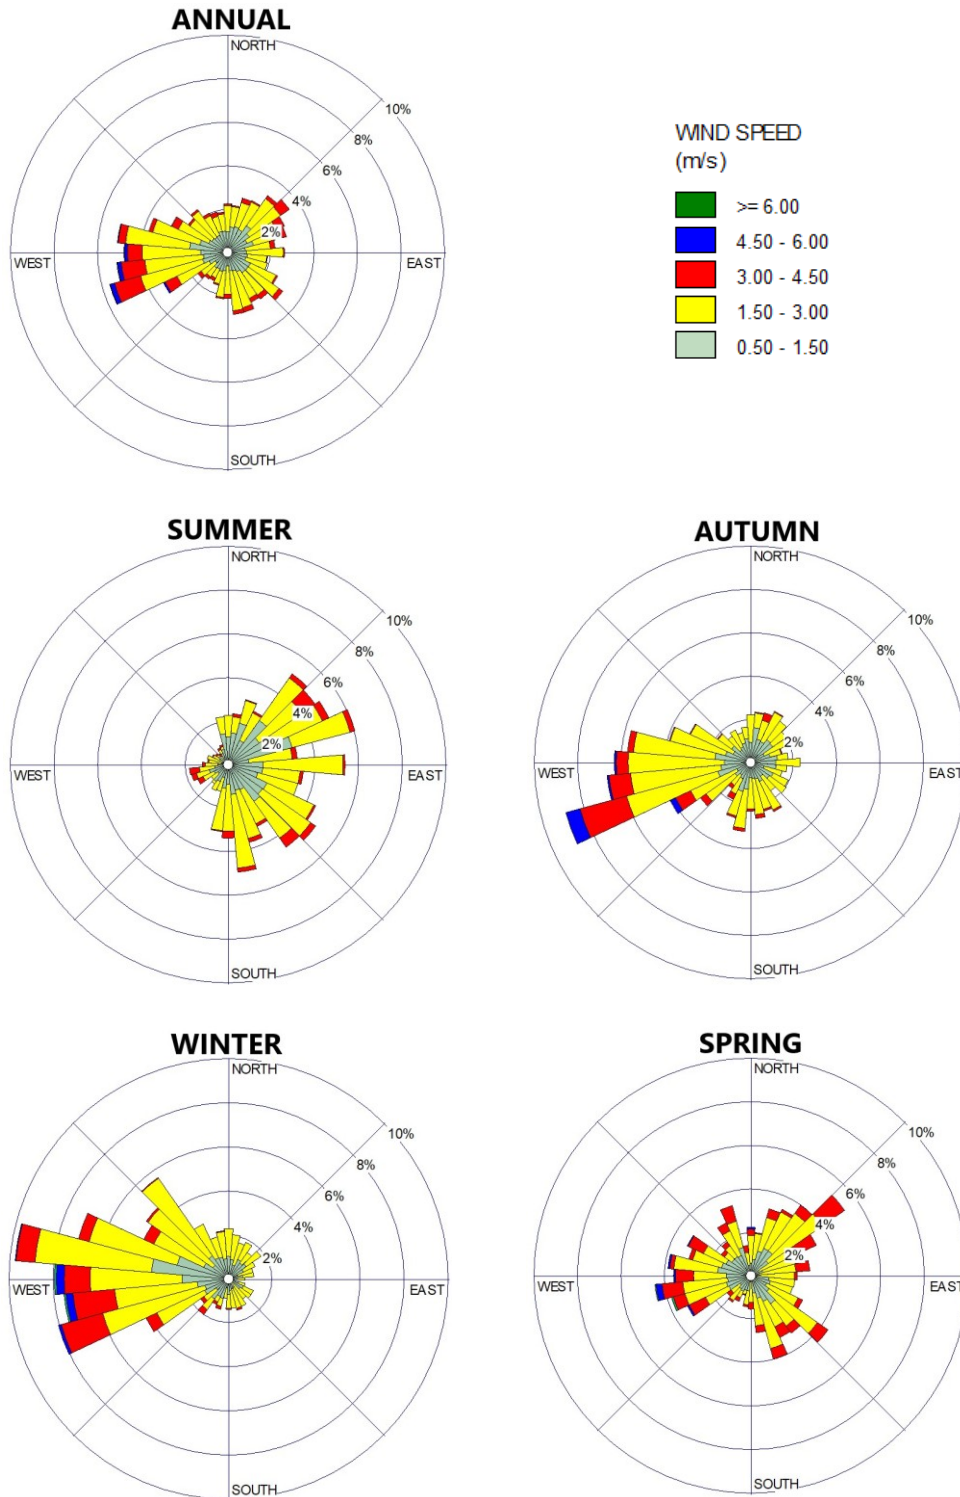 ANNUAL
NORTH
10%
8%
6%
4%
2%
WEST
EAST
SOUTH
WIND SPEED
(m/s)
>= 6.00
4.50 - 6.00
3.00 - 4.50
1.50 - 3.00
0.50 - 1.50
SUMMER
NORTH
10%
8%
6%
4%
2%
WEST
EAST
SOUTH
AUTUMN
NORTH
10%
8%
6%
4%
2%
WEST
EAST
SOUTH
WINTER
NORTH
10%
8%
6%
4%
2%
WEST
EAST
SOUTH
SPRING
NORTH
10%
8%
6%
4%
2%
WEST
EAST
SOUTH